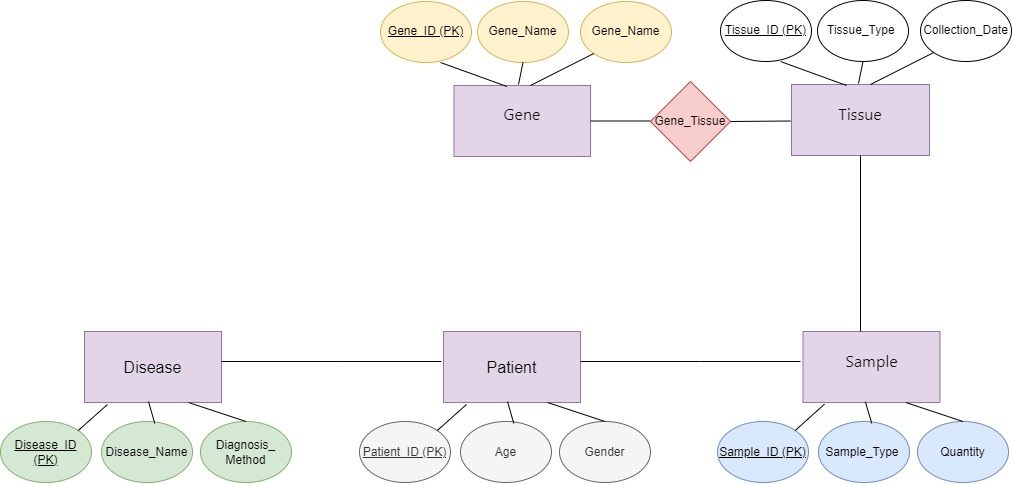 Gene_ID (PK)
Gene_Name
Gene_Name
Tissue_ID (PK)
Tissue_Type
Collection_Date
Gene
Gene_Tissue
Tissue
Disease
Patient
Sample
Disease_ID
(PK)
Disease_Name
Diagnosis_
Method
Patient_ID (PK)
Age
Gender
Sample_ID (PK)
Sample_Type
Quantity